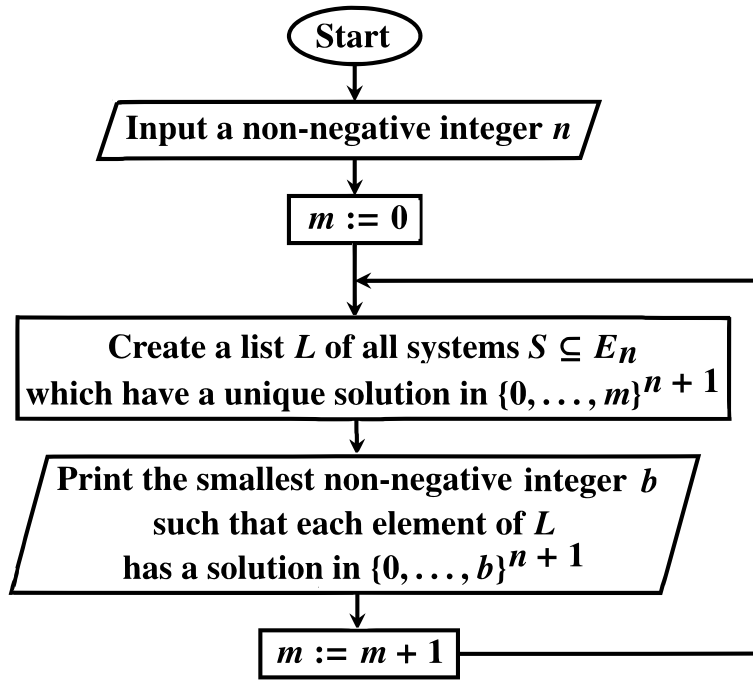 Start
Input a non-negative integer n
m := 0
Create a list L of all systems S ⊆ Eₙ
which have a unique solution in {0, . . . , m}ⁿ ⁺ ¹
Print the smallest non-negative integer b
such that each element of L
has a solution in {0, . . . , b}ⁿ ⁺ ¹
m := m + 1